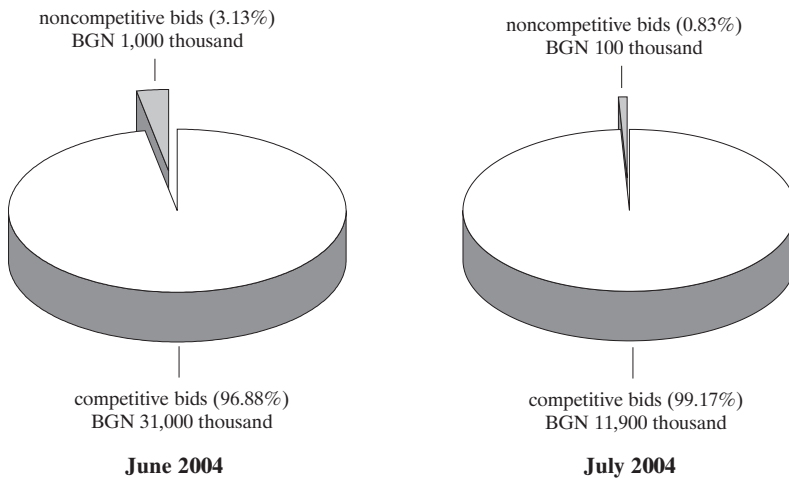 noncompetitive bids (3.13%)
BGN 1,000 thousand
competitive bids (96.88%)
BGN 31,000 thousand
June 2004
noncompetitive bids (0.83%)
BGN 100 thousand
competitive bids (99.17%)
BGN 11,900 thousand
July 2004